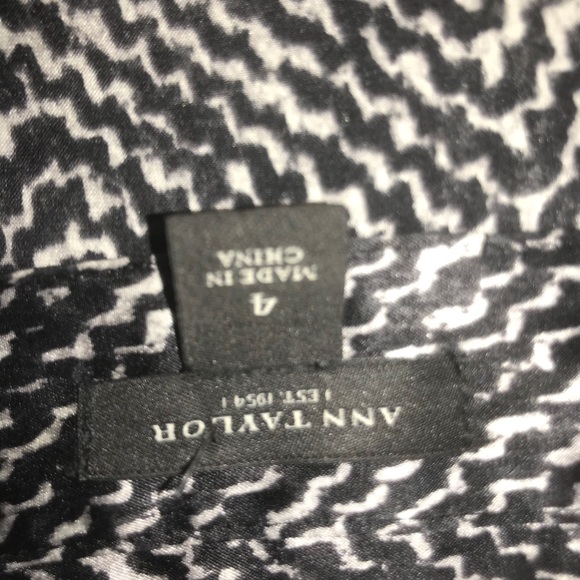 ANN TAYLOR
| EST. 1954 |
4
MADE IN
CHINA